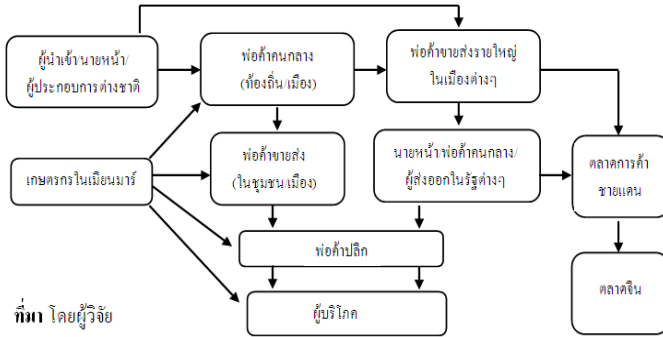 ผู้นำเข้า/นายหน้า/
ผู้ประกอบการต่างชาติ
พ่อค้าคนกลาง
(ท้องถิ่น/เมือง)
พ่อค้าขายส่งรายใหญ่
ในเมืองต่างๆ
เกษตรกรในเมียนมาร์
พ่อค้าขายส่ง
(ในชุมชน/เมือง)
นายหน้า/พ่อค้าคนกลาง/
ผู้ส่งออกในรัฐต่างๆ
ตลาดการค้า
ชายแดน
พ่อค้าปลีก
ผู้บริโภค
ตลาดจีน
ที่มา โดยผู้วิจัย